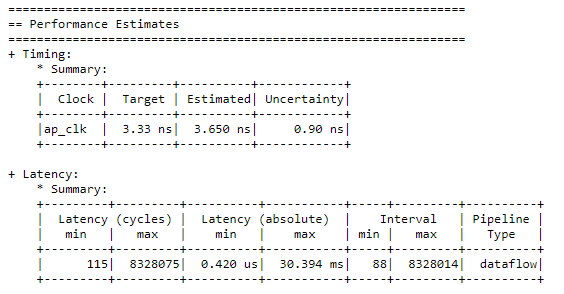 ================================================================
== Performance Estimates
================================================================
+ Timing:
    * Summary:
    +--------+---------+----------+------------+
    |  Clock |  Target | Estimated| Uncertainty|
    +--------+---------+----------+------------+
    |ap_clk  |  3.33 ns|  3.650 ns|     0.90 ns|
    +--------+---------+----------+------------+

+ Latency:
    * Summary:
    +---------+---------+----------+-----------+-----+---------+----------+
    |  Latency (cycles) |  Latency (absolute)  |    Interval   | Pipeline |
    |   min   |   max   |    min   |    max    | min |   max   |   Type   |
    +---------+---------+----------+-----------+-----+---------+----------+
    |      115|  8328075| 0.420 us|  30.394 ms|   88|  8328014|  dataflow|
    +---------+---------+----------+-----------+-----+---------+----------+